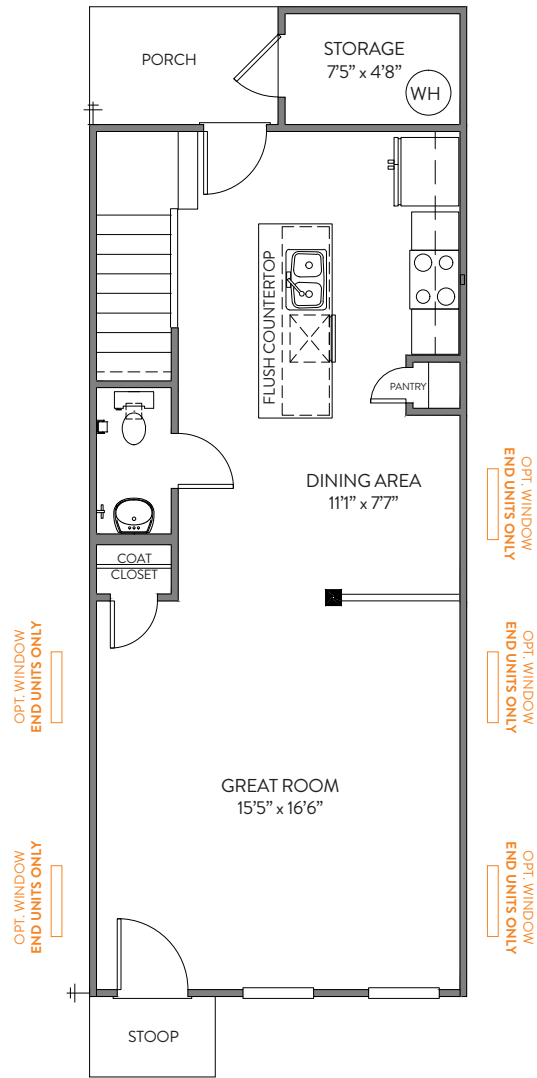 PORCH
STORAGE
7'5" x 4'8"
WH
FLUSH COUNTERTOP
PANTRY
DINING AREA
11'1" x 7'7"
OPT. WINDOW
END UNITS ONLY
COAT
CLOSET
OPT. WINDOW
END UNITS ONLY
OPT. WINDOW
END UNITS ONLY
GREAT ROOM
15'5" x 16'6"
OPT. WINDOW
END UNITS ONLY
OPT. WINDOW
END UNITS ONLY
STOOP